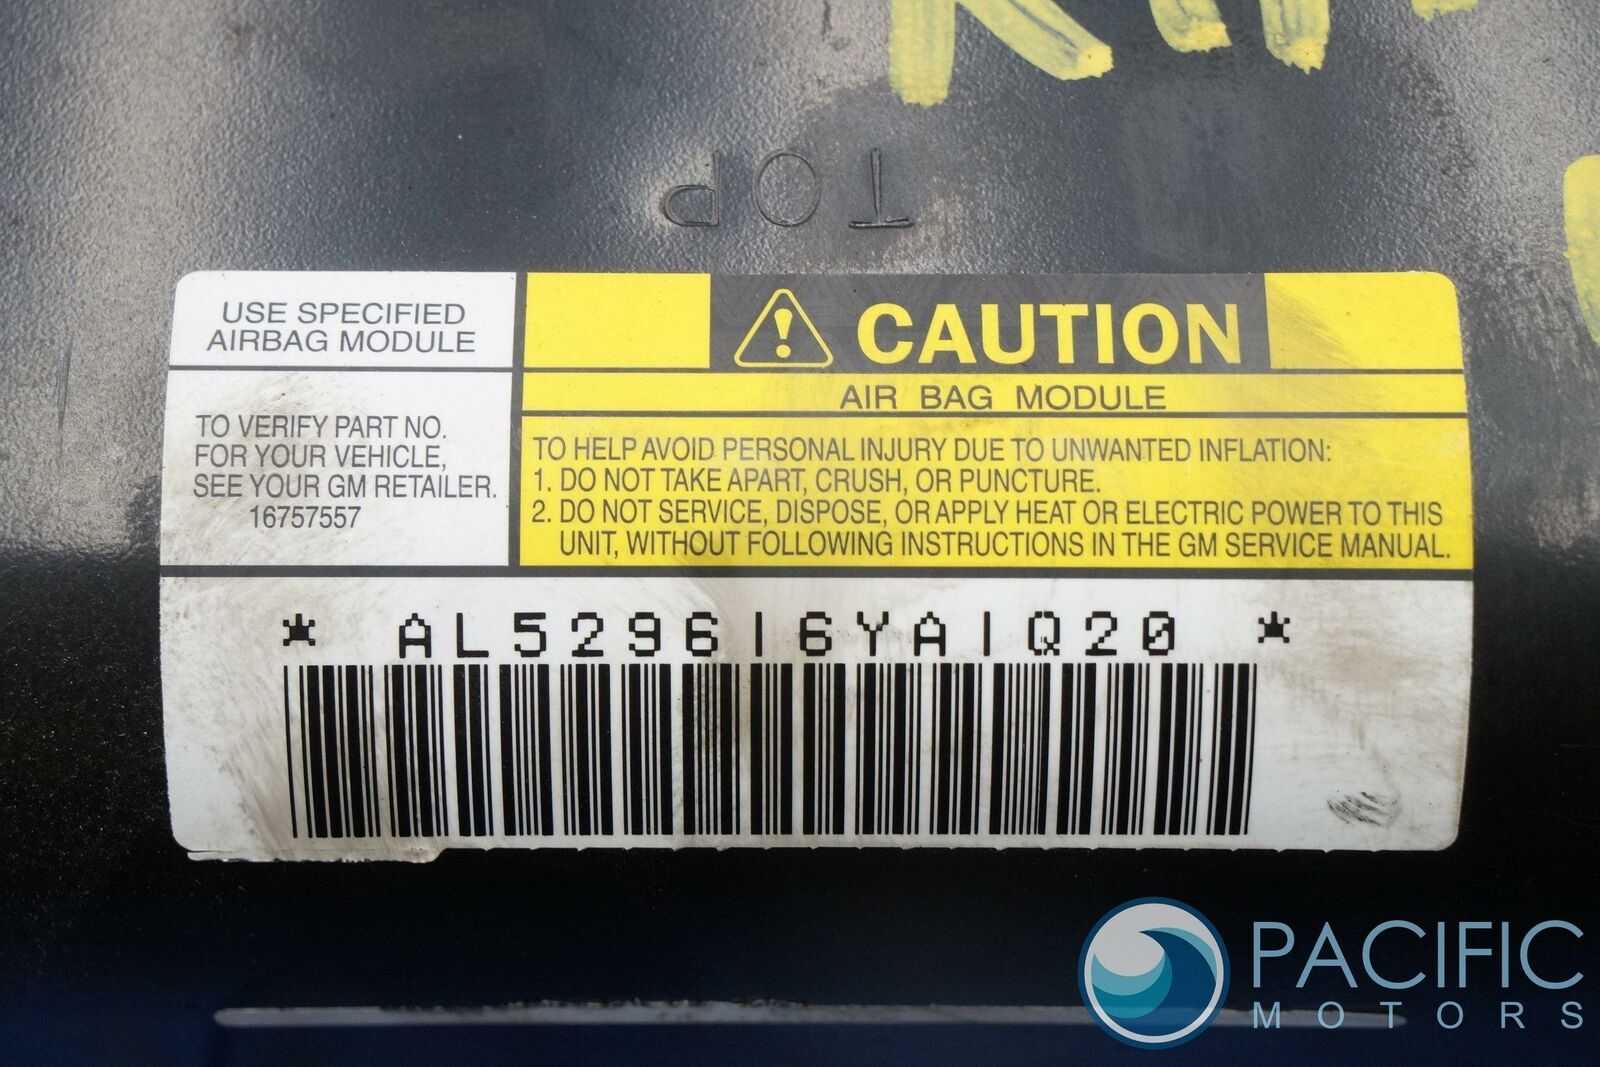 TOP
USE SPECIFIED
AIRBAG MODULE
TO VERIFY PART NO.
FOR YOUR VEHICLE,
SEE YOUR GM RETAILER.
16757557
CAUTION
AIR BAG MODULE
TO HELP AVOID PERSONAL INJURY DUE TO UNWANTED INFLATION:
1. DO NOT TAKE APART, CRUSH, OR PUNCTURE.
2. DO NOT SERVICE, DISPOSE, OR APPLY HEAT OR ELECTRIC POWER TO THIS
UNIT, WITHOUT FOLLOWING INSTRUCTIONS IN THE GM SERVICE MANUAL.
* AL529616YA1Q20 *
PACIFIC
MOTORS